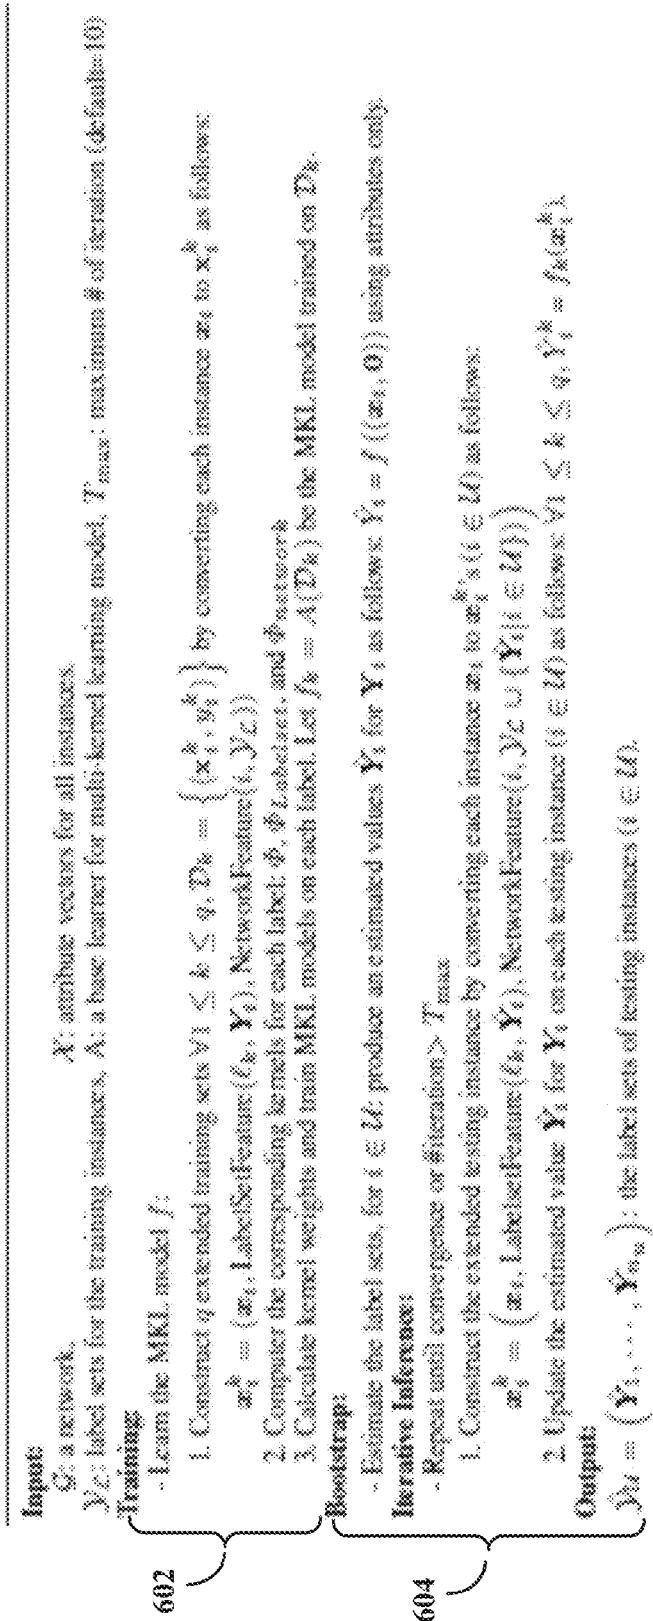 Input:
𝒢: a network, X: attribute vectors for all instances,
𝒴_ℒ: label sets for the training instances, A: a base learner for multi-kernel learning model, T_max: maximum # of iteration (default=10)
Training:
- Learn the MKL model f:
1. Construct q extended training sets ∀1 ≤ k ≤ q, 𝒟_k = {(x_i^k, y_i^k)} by converting each instance x_i to x_i^k as follows:
x_i^k = (x_i, LabelSetFeature(ℓ_k, Y_i), NetworkFeature(i, 𝒴_ℒ))
2. Computer the corresponding kernels for each label: Φ, Φ_Labelset, and Φ_network
3. Calculate kernel weights and train MKL models on each label. Let f_k = A(𝒟_k) be the MKL model trained on 𝒟_k.
602
Bootstrap:
- Estimate the label sets, for i ∈ 𝒰: produce an estimated values Ŷ_i for Y_i as follows: Ŷ_i = f((x_i, 0)) using attributes only.
Iterative Inference:
- Repeat until convergence or #iteration> T_max
1. Construct the extended testing instance by converting each instance x_i to x_i^k's (i ∈ 𝒰) as follows:
x_i^k = (x_i, LabelsetFeature(ℓ_k, Ŷ_i), NetworkFeature(i, 𝒴_ℒ ∪ {Ŷ_i|i ∈ 𝒰}))
2. Update the estimated value Ŷ_i for Y_i on each testing instance (i ∈ 𝒰) as follows: ∀1 ≤ k ≤ q, Ŷ_i^k = f_k(x_i^k).
Output:
𝒴̂_𝒰 = (Ŷ_1, ⋯, Ŷ_{n_u}): the label sets of testing instances (i ∈ 𝒰).
604